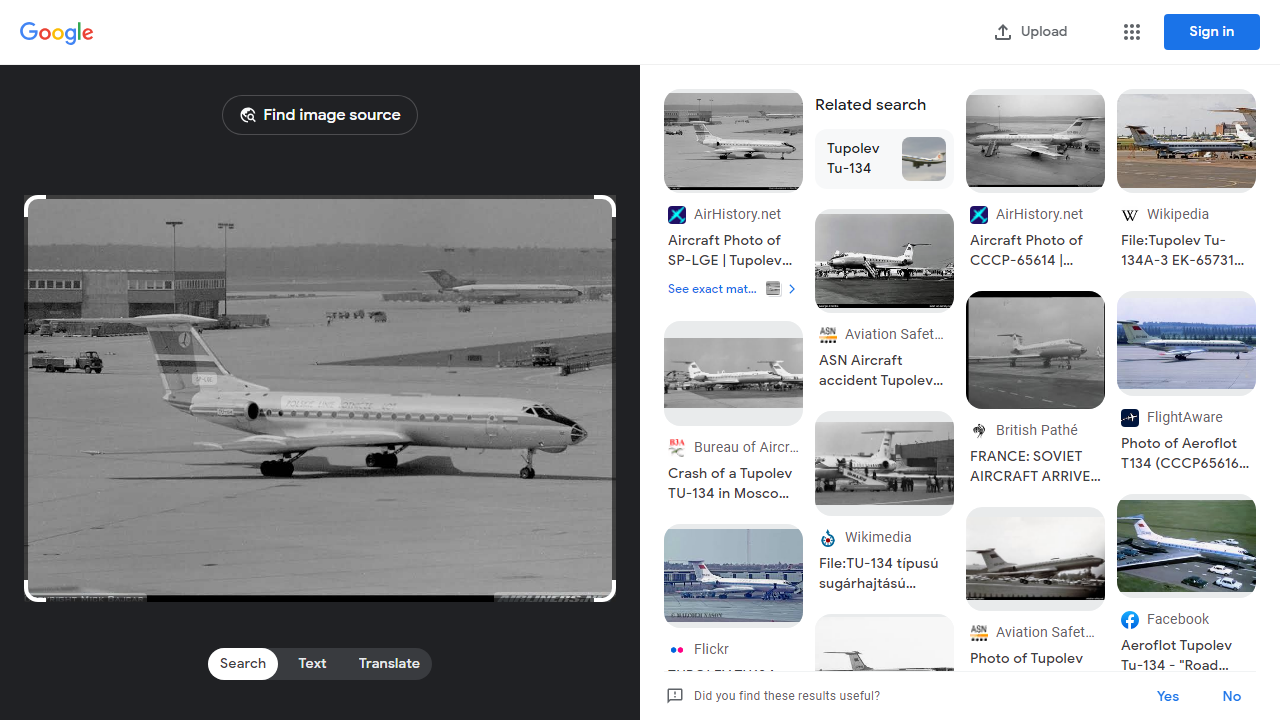 Google
Upload
Sign in
Find image source
Search
Text
Translate
AirHistory.net
Aircraft Photo of
SP-LGE | Tupolev...
See exact mat...
Bureau of Aircr...
Crash of a Tupolev
TU-134 in Mosco...
Flickr
Related search
Tupolev
Tu-134
Aviation Safet...
ASN Aircraft
accident Tupolev...
Wikimedia
File:TU-134 típusú
sugárhajtású...
AirHistory.net
Aircraft Photo of
CCCP-65614 |...
British Pathé
FRANCE: SOVIET
AIRCRAFT ARRIVE...
Aviation Safet...
Photo of Tupolev
Wikipedia
File:Tupolev Tu-
134A-3 EK-65731...
FlightAware
Photo of Aeroflot
T134 (CCCP65616...
Facebook
Aeroflot Tupolev
Tu-134 - "Road...
Did you find these results useful?
Yes
No